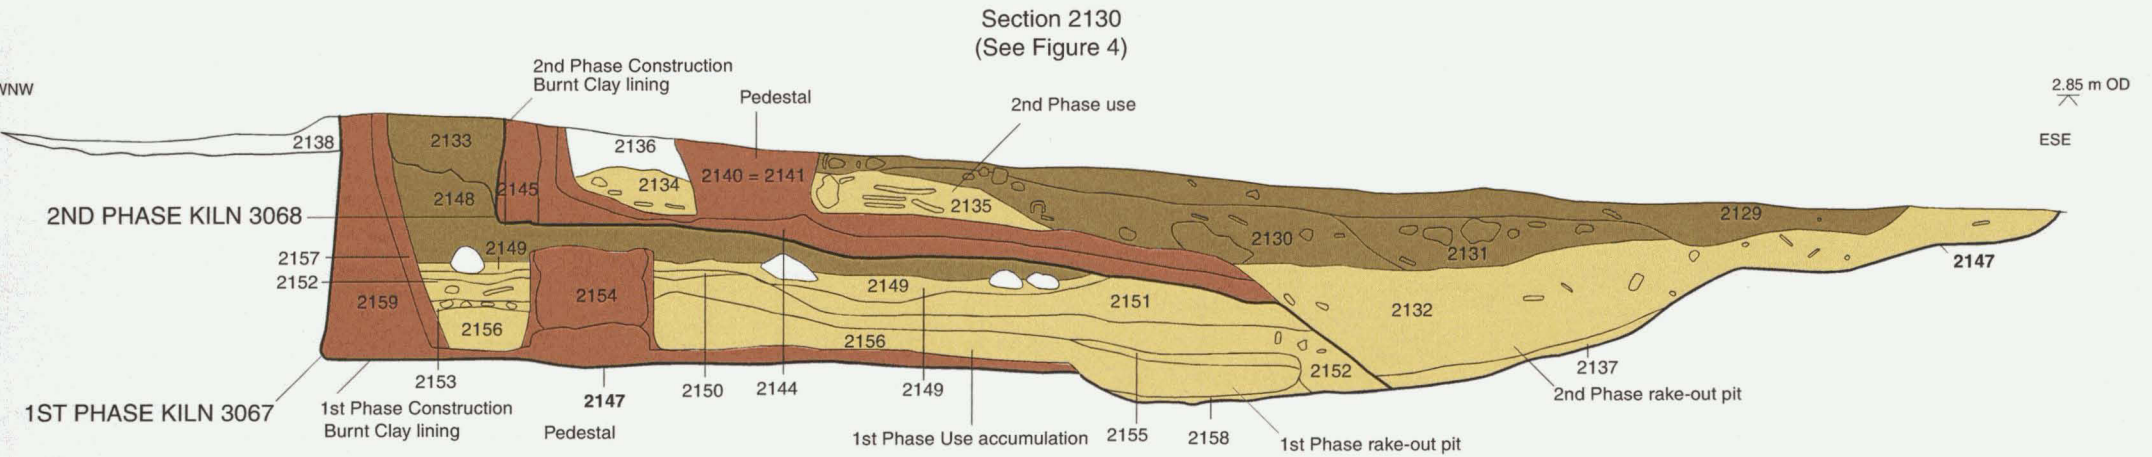 Section 2130
(See Figure 4)
2nd Phase Construction
Burnt Clay lining
WNW
Pedestal
2nd Phase use
2.85 m OD
ESE
2138
2133
2136
2134
2140 = 2141
2145
2148
2135
2ND PHASE KILN 3068
2129
2130
2131
2149
2147
2157
2152
2159
2154
2149
2151
2132
2156
2156
2152
2137
2153
2147
2150
2144
2149
2nd Phase rake-out pit
1ST PHASE KILN 3067
1st Phase Construction
Burnt Clay lining
Pedestal
1st Phase Use accumulation
2155
2158
1st Phase rake-out pit